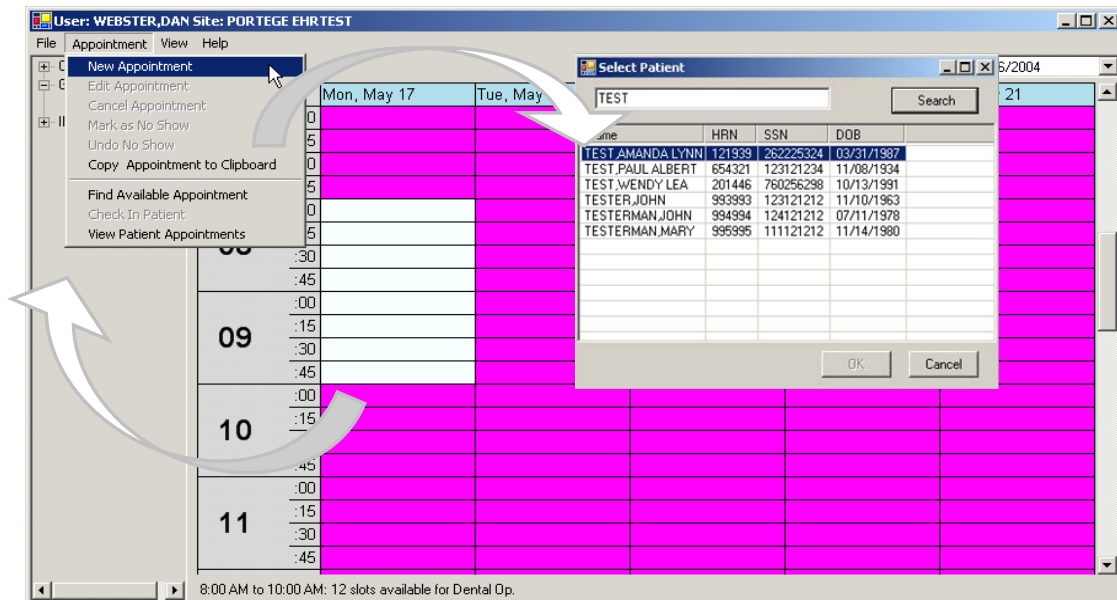 User: WEBSTER,DAN Site: PORTEGE EHRTEST
File Appointment View Help
New Appointment
Edit Appointment
Cancel Appointment
Mark as No Show
Undo No Show
Copy Appointment to Clipboard
Find Available Appointment
Check In Patient
View Patient Appointments
6/2004
Mon, May 17 Tue, May 21
Select Patient
TEST Search
HRN SSN DOB
TEST,AMANDA LYNN 121939 262225324 03/31/1987
TEST,PAUL ALBERT 654321 123121234 11/08/1934
TEST,WENDY LEA 201446 760256298 10/13/1991
TESTER,JOHN 993993 123121212 11/10/1963
TESTERMAN,JOHN 994994 124121212 07/11/1978
TESTERMAN,MARY 995995 111121212 11/14/1980
OK Cancel
:30
:45
09 :00
:15
:30
:45
10 :00
:15
:45
11 :00
:15
:30
:45
8:00 AM to 10:00 AM: 12 slots available for Dental Op.